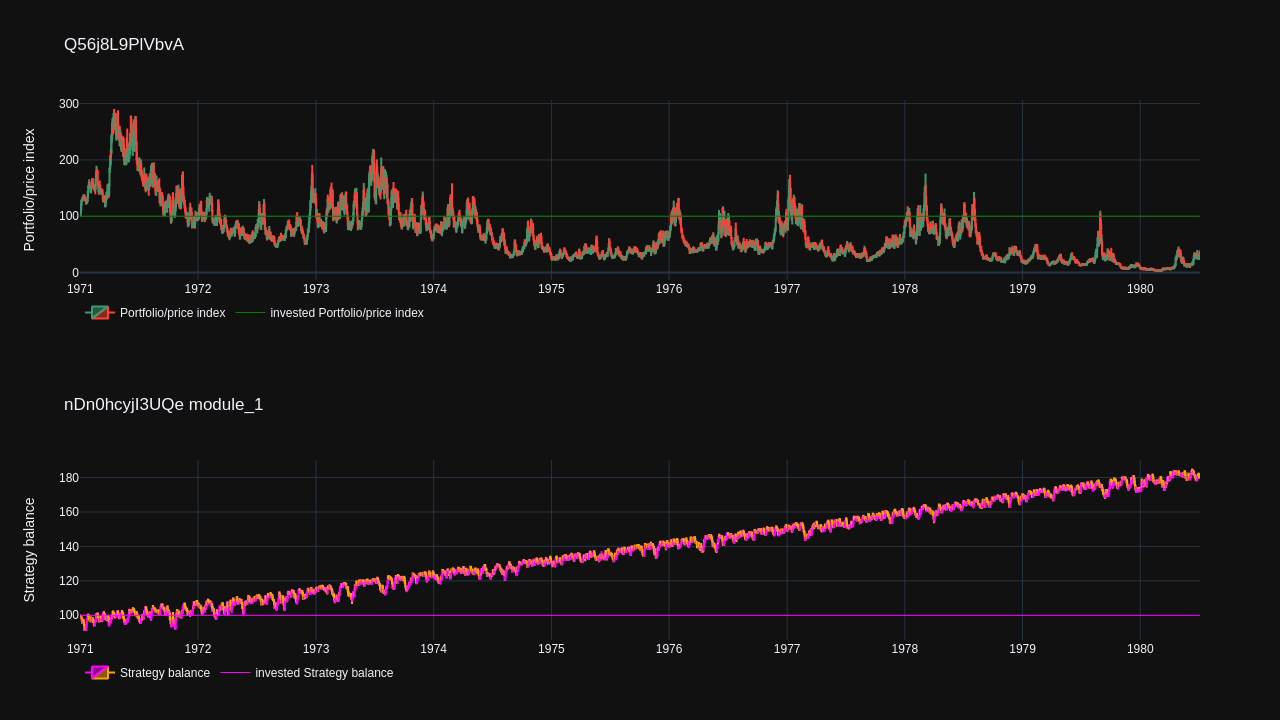 Q56j8L9PlVbvA
Portfolio/price index
300
200
100
0
1971 1972 1973 1974 1975 1976 1977 1978 1979 1980
Portfolio/price index invested Portfolio/price index
nDn0hcyjI3UQe module_1
Strategy balance
180
160
140
120
100
1971 1972 1973 1974 1975 1976 1977 1978 1979 1980
Strategy balance invested Strategy balance